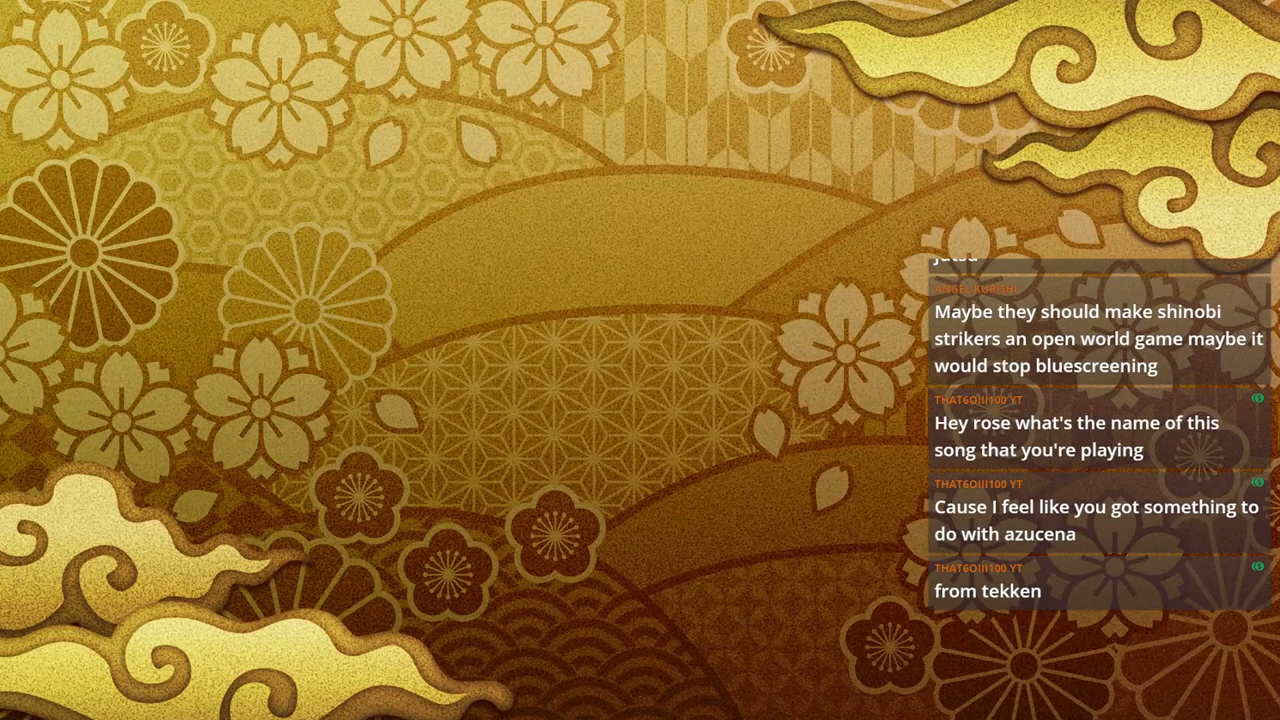 jutsu
ANGEL KURISHI
Maybe they should make shinobi
strikers an open world game maybe it
would stop bluescreening
THAT6OIII100 YT
Hey rose what's the name of this
song that you're playing
THAT6OIII100 YT
Cause I feel like you got something to
do with azucena
THAT6OIII100 YT
from tekken